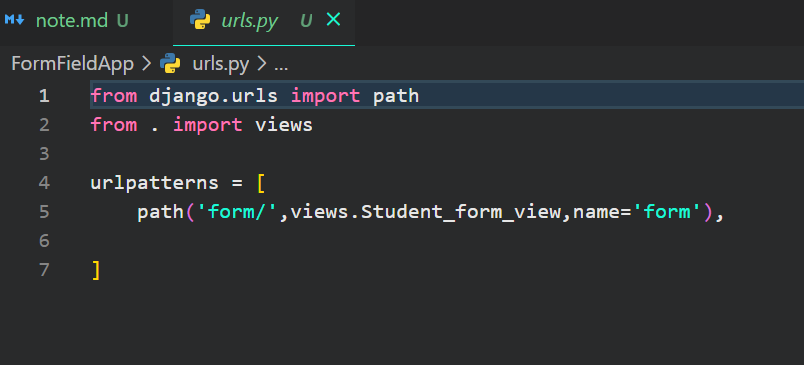 note.md U urls.py U
FormFieldApp > urls.py > ...
1 from django.urls import path
2 from . import views
3
4 urlpatterns = [
5     path('form/',views.Student_form_view,name='form'),
6
7 ]